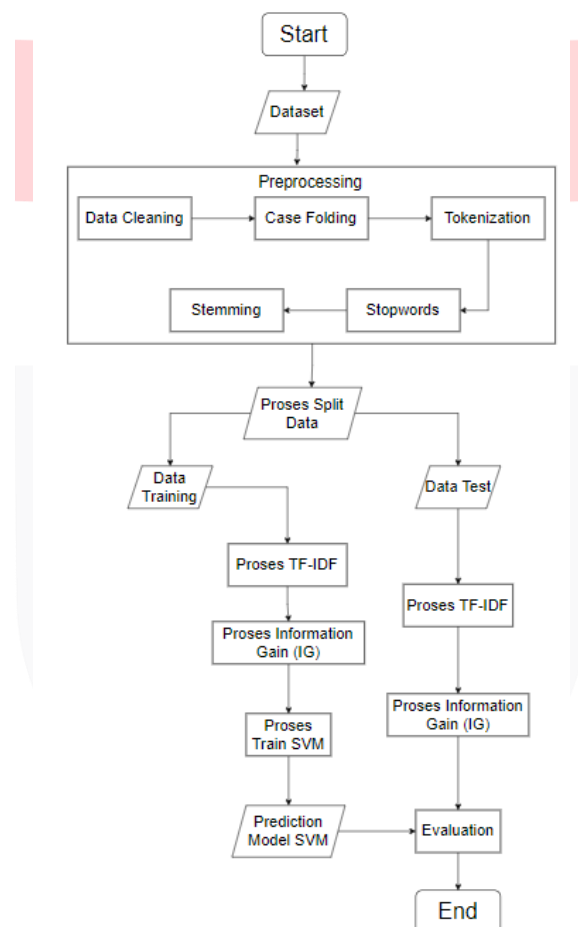 Start
Dataset
Preprocessing
Data Cleaning
Case Folding
Tokenization
Stemming
Stopwords
Proses Split
Data
Data
Training
Data Test
Proses TF-IDF
Proses TF-IDF
Proses Information
Gain (IG)
Proses Information
Gain (IG)
Proses
Train SVM
Prediction
Model SVM
Evaluation
End